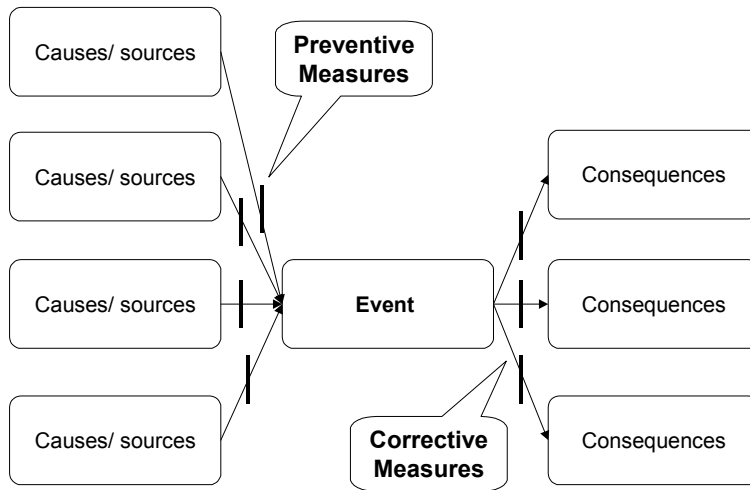 Causes/ sources
Preventive
Measures
Causes/ sources
Consequences
Causes/ sources
Event
Consequences
Causes/ sources
Corrective
Measures
Consequences